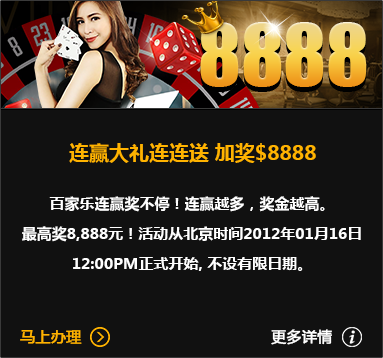 8888
连赢大礼连连送 加奖$8888
百家乐连赢奖不停！连赢越多，奖金越高。
最高奖8,888元！活动从北京时间2012年01月16日
12:00PM正式开始, 不设有限日期。
马上办理
更多详情